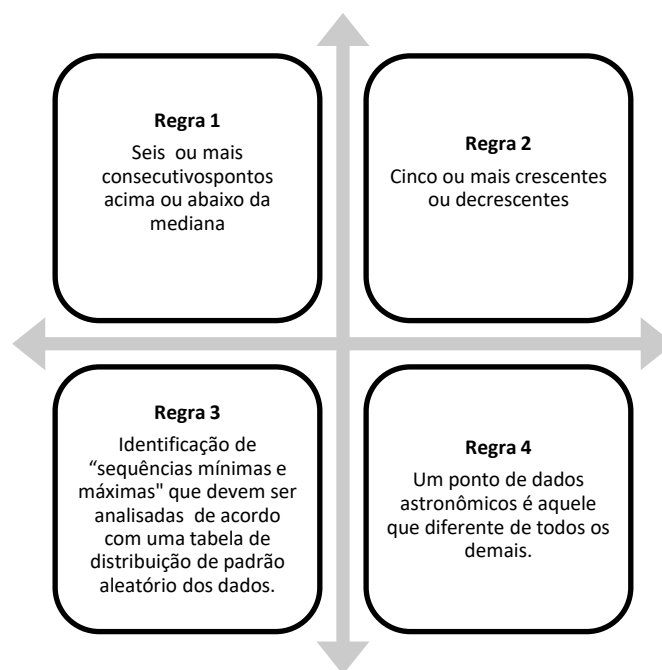 Regra 1
Seis ou mais
consecutivospontos
acima ou abaixo da
mediana
Regra 2
Cinco ou mais crescentes
ou decrescentes
Regra 3
Identificação de
“sequências mínimas e
máximas" que devem ser
analisadas de acordo
com uma tabela de
distribuição de padrão
aleatório dos dados.
Regra 4
Um ponto de dados
astronômicos é aquele
que diferente de todos os
demais.